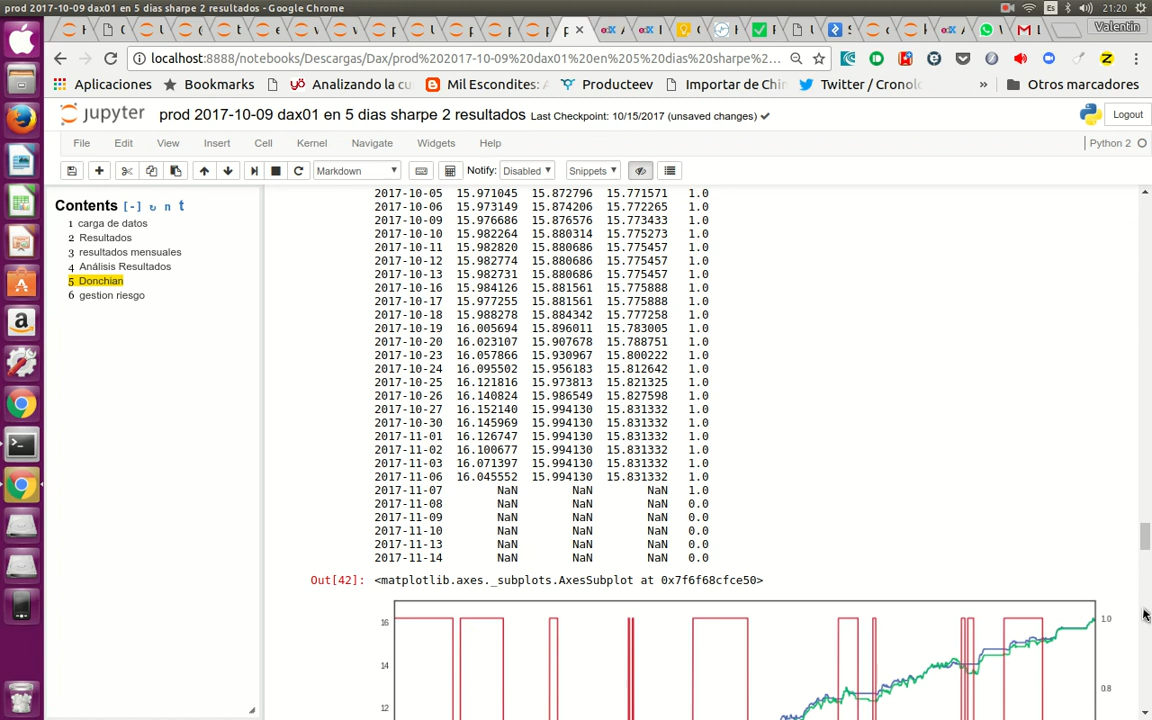 prod 2017-10-09 dax01 en 5 dias sharpe 2 resultados - Google Chrome
Es
21:20
Valentin
localhost:8888/notebooks/Descargas/Dax/prod%202017-10-09%20dax01%20en%205%20dias%20sharpe%...
Aplicaciones
Bookmarks
Analizando la cu
Mil Escondites: J
Producteev
Importar de Chin
Twitter / Cronolo
»
Otros marcadores
jupyter
prod 2017-10-09 dax01 en 5 dias sharpe 2 resultados Last Checkpoint: 10/15/2017 (unsaved changes)
Logout
File Edit View Insert Cell Kernel Navigate Widgets Help
Python 2
Markdown
Notify: Disabled
Snippets
Contents [-] ↻ n t
1 carga de datos
2 Resultados
3 resultados mensuales
4 Análisis Resultados
5 Donchian
6 gestion riesgo
2017-10-05 15.971045 15.872796 15.771571 1.0
2017-10-06 15.973149 15.874206 15.772265 1.0
2017-10-09 15.976686 15.876576 15.773433 1.0
2017-10-10 15.982264 15.880314 15.775273 1.0
2017-10-11 15.982820 15.880686 15.775457 1.0
2017-10-12 15.982774 15.880686 15.775457 1.0
2017-10-13 15.982731 15.880686 15.775457 1.0
2017-10-16 15.984126 15.881561 15.775888 1.0
2017-10-17 15.977255 15.881561 15.775888 1.0
2017-10-18 15.988278 15.884342 15.777258 1.0
2017-10-19 16.005694 15.896011 15.783005 1.0
2017-10-20 16.023107 15.907678 15.788751 1.0
2017-10-23 16.057866 15.930967 15.800222 1.0
2017-10-24 16.095502 15.956183 15.812642 1.0
2017-10-25 16.121816 15.973813 15.821325 1.0
2017-10-26 16.140824 15.986549 15.827598 1.0
2017-10-27 16.152140 15.994130 15.831332 1.0
2017-10-30 16.145969 15.994130 15.831332 1.0
2017-11-01 16.126747 15.994130 15.831332 1.0
2017-11-02 16.100677 15.994130 15.831332 1.0
2017-11-03 16.071397 15.994130 15.831332 1.0
2017-11-06 16.045552 15.994130 15.831332 1.0
2017-11-07 NaN NaN NaN 1.0
2017-11-08 NaN NaN NaN 0.0
2017-11-09 NaN NaN NaN 0.0
2017-11-10 NaN NaN NaN 0.0
2017-11-13 NaN NaN NaN 0.0
2017-11-14 NaN NaN NaN 0.0
Out[42]: <matplotlib.axes._subplots.AxesSubplot at 0x7f6f68cfce50>
16
1.0
14
0.8
12